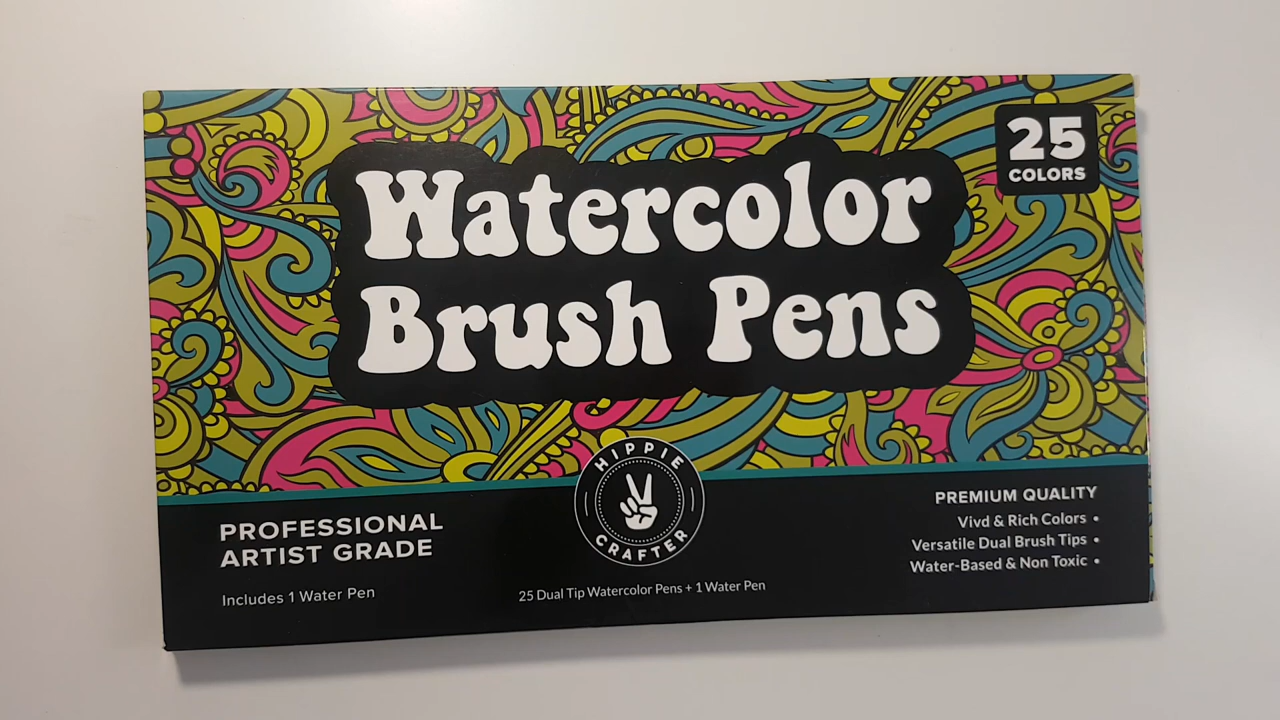 25
COLORS
Watercolor
Brush Pens
HIPPIE
CRAFTER
PROFESSIONAL
ARTIST GRADE
Includes 1 Water Pen
25 Dual Tip Watercolor Pens + 1 Water Pen
PREMIUM QUALITY
Vivd & Rich Colors •
Versatile Dual Brush Tips •
Water-Based & Non Toxic •